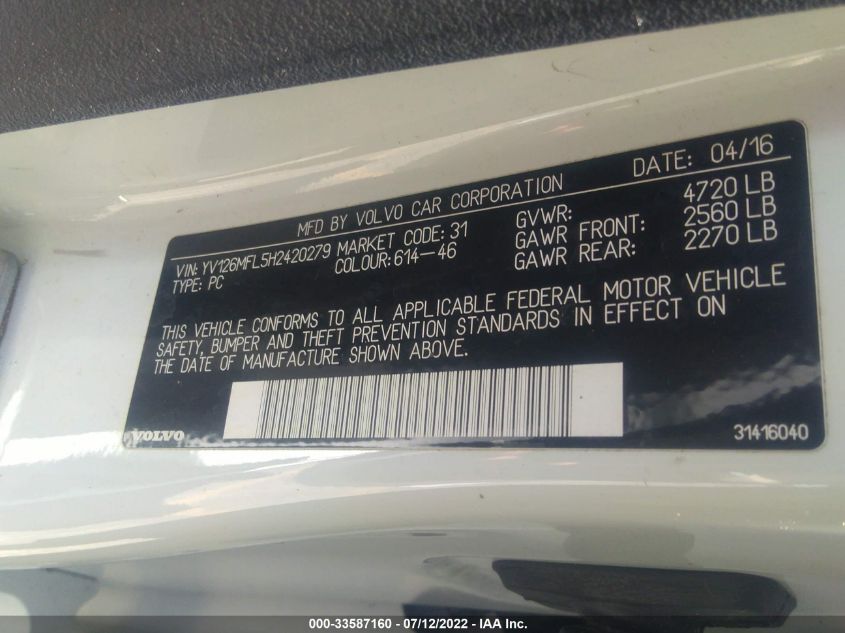 MFD BY VOLVO CAR CORPORATION DATE: 04/16
VIN: YV126MFL5H2420279 MARKET CODE: 31 GVWR: 4720 LB
TYPE: PC COLOUR: 614-46 GAWR FRONT: 2560 LB
GAWR REAR: 2270 LB
THIS VEHICLE CONFORMS TO ALL APPLICABLE FEDERAL MOTOR VEHICLE
SAFETY, BUMPER AND THEFT PREVENTION STANDARDS IN EFFECT ON
THE DATE OF MANUFACTURE SHOWN ABOVE.
VOLVO 31416040
000-33587160 - 07/12/2022 - IAA Inc.